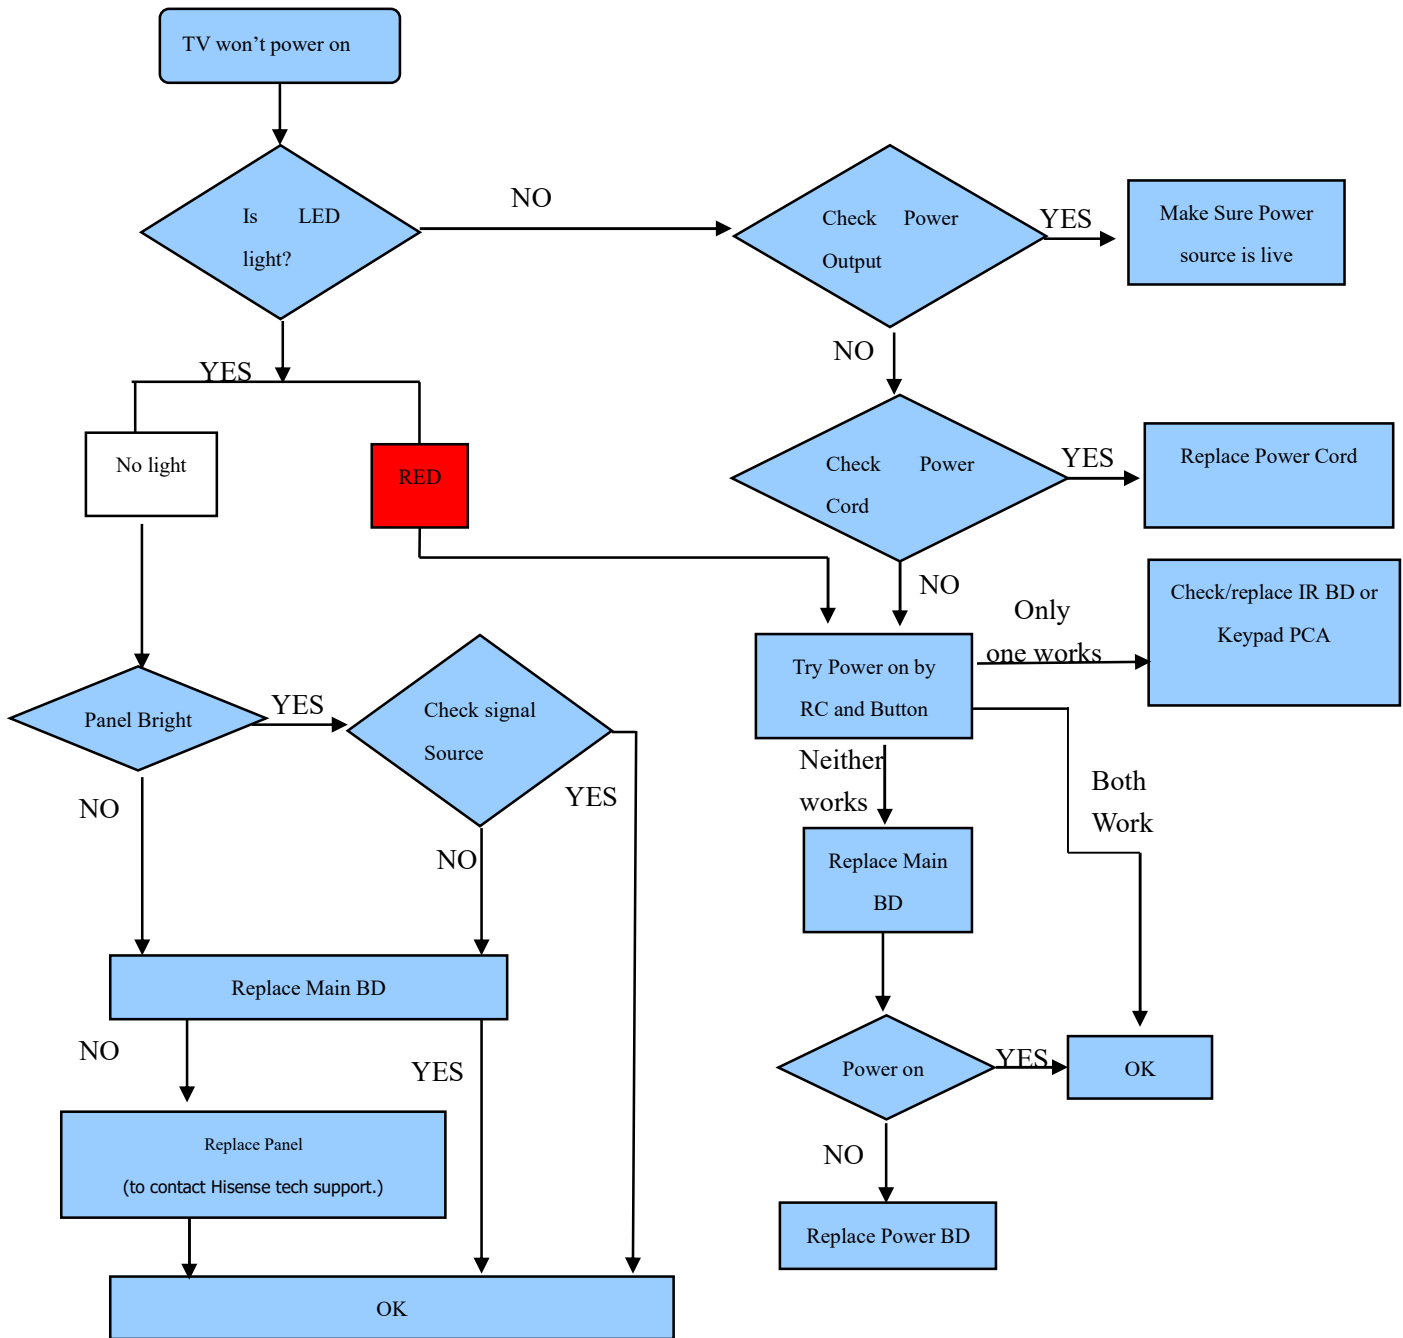 TV won’t power on
Is LED
light?
NO
Check Power
Output
YES
Make Sure Power
source is live
YES
NO
No light
RED
Check Power
Cord
YES
Replace Power Cord
NO
Only
one works
Check/replace IR BD or
Keypad PCA
Try Power on by
RC and Button
Panel Bright
YES
Check signal
Source
NO
YES
NO
Neither
works
Both
Work
Replace Main
BD
Replace Main BD
NO
YES
Power on
YES
OK
Replace Panel
(to contact Hisense tech support.)
NO
Replace Power BD
OK